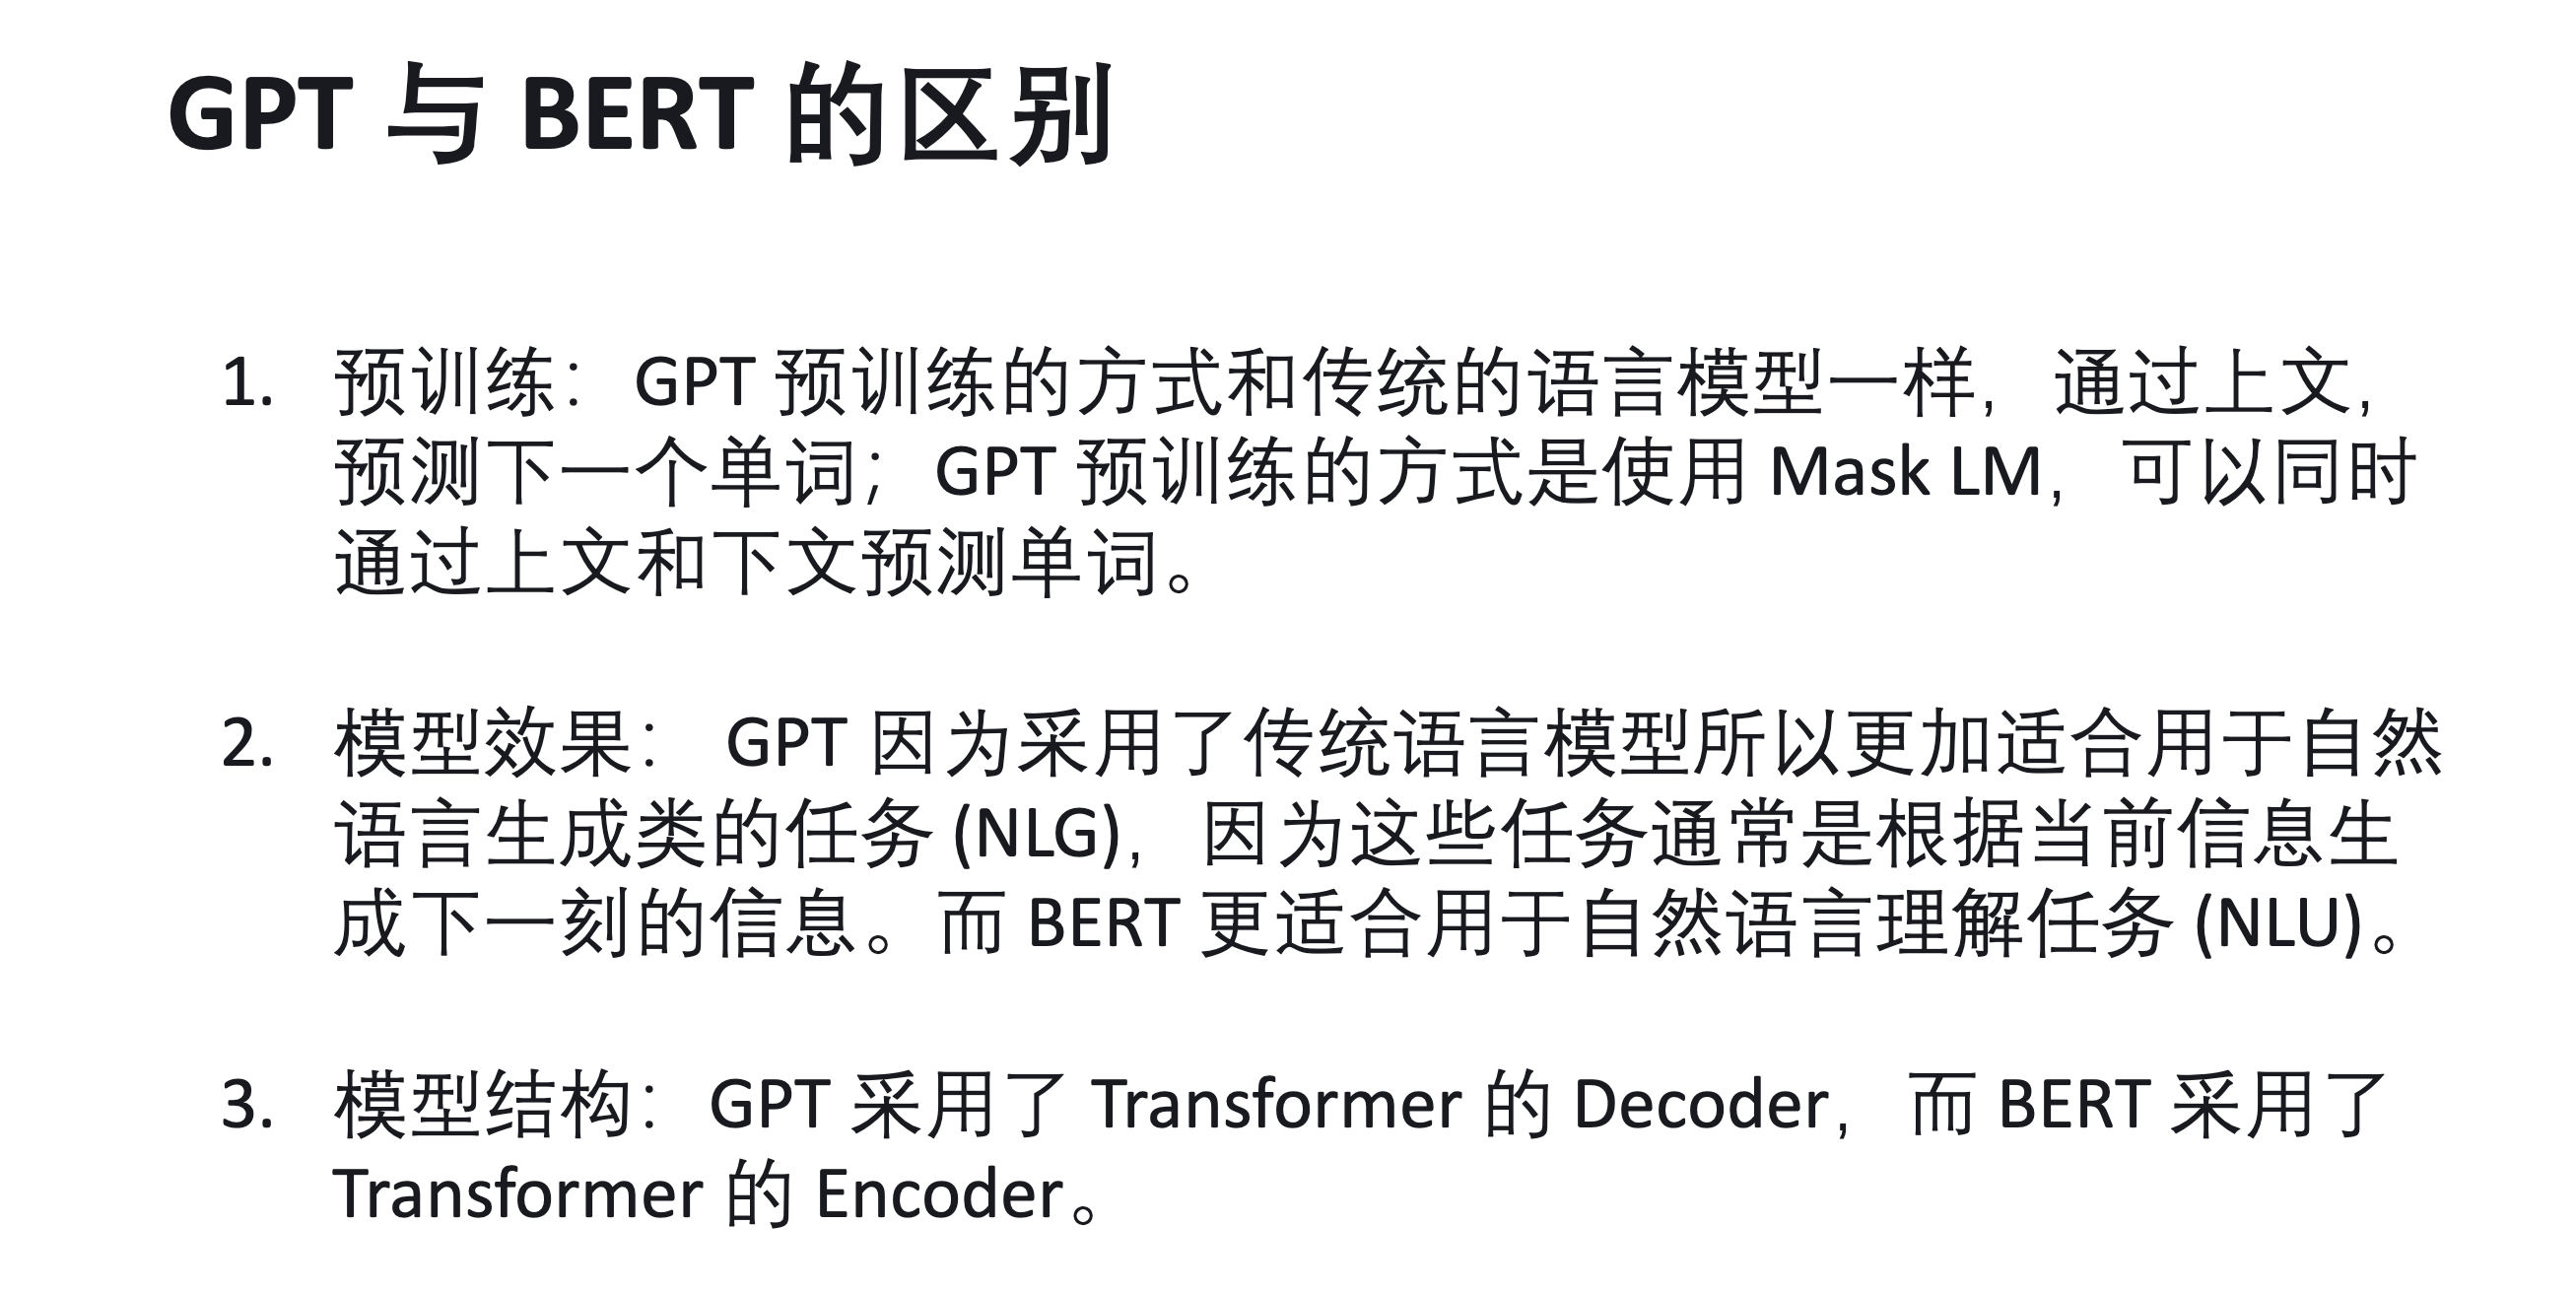 GPT 与 BERT 的区别
1. 预训练：GPT 预训练的方式和传统的语言模型一样，通过上文，
预测下一个单词；GPT 预训练的方式是使用 Mask LM，可以同时
通过上文和下文预测单词。
2. 模型效果： GPT 因为采用了传统语言模型所以更加适合用于自然
语言生成类的任务 (NLG)，因为这些任务通常是根据当前信息生
成下一刻的信息。而 BERT 更适合用于自然语言理解任务 (NLU)。
3. 模型结构：GPT 采用了 Transformer 的 Decoder，而 BERT 采用了
Transformer 的 Encoder。